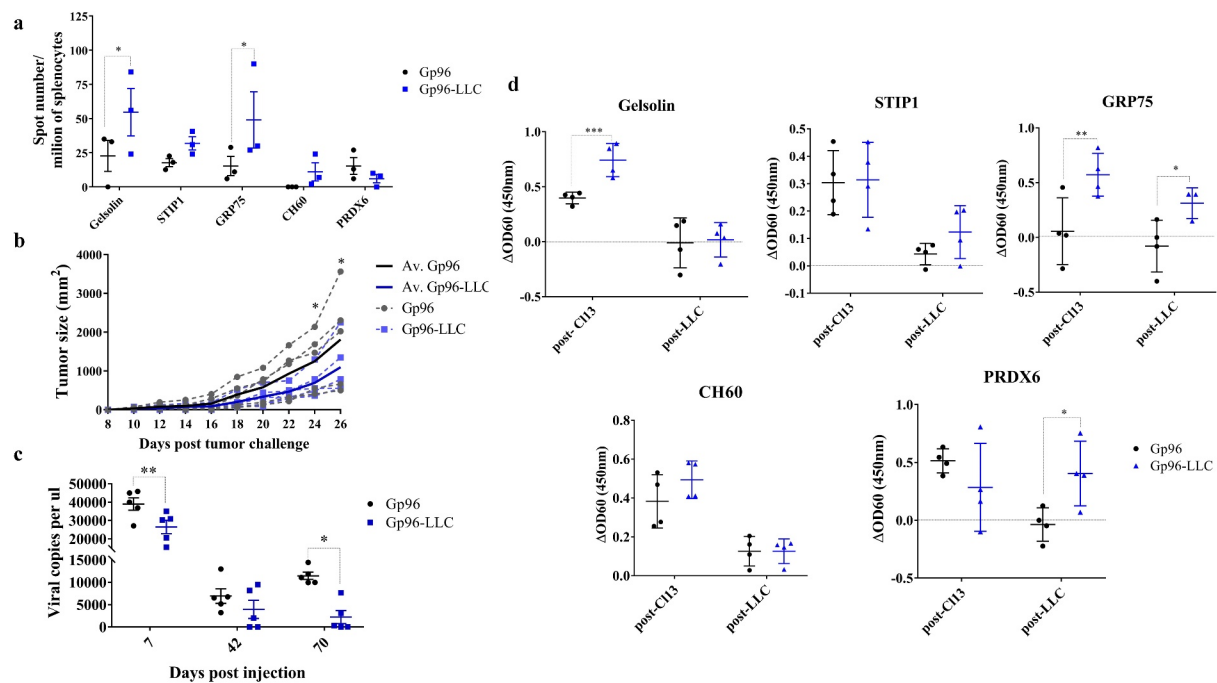 a
125
100
75
50
25
0
Spot number/
milion of splenocytes
*
*
Gp96
Gp96-LLC
Gelsolin
STIP1
GRP75
CH60
PRDX6
b
4000
3000
2000
1000
0
Tumor size (mm²)
Av. Gp96
Av. Gp96-LLC
Gp96
Gp96-LLC
*
*
8 10 12 14 16 18 20 22 24 26
Days post tumor challenge
c
50000
40000
30000
20000
15000
10000
5000
0
Viral copies per ul
**
*
Gp96
Gp96-LLC
7
42
70
Days post injection
d
Gelsolin
1.0
0.5
0.0
-0.5
ΔOD60 (450nm)
***
post-Cl13
post-LLC
STIP1
0.5
0.4
0.3
0.2
0.1
0.0
-0.1
ΔOD60 (450nm)
post-Cl13
post-LLC
GRP75
1.0
0.5
0.0
-0.5
ΔOD60 (450nm)
**
*
post-Cl13
post-LLC
CH60
0.8
0.6
0.4
0.2
0.0
ΔOD60 (450nm)
post-Cl13
post-LLC
PRDX6
1.0
0.5
0.0
-0.5
ΔOD60 (450nm)
*
Gp96
Gp96-LLC
post-Cl13
post-LLC